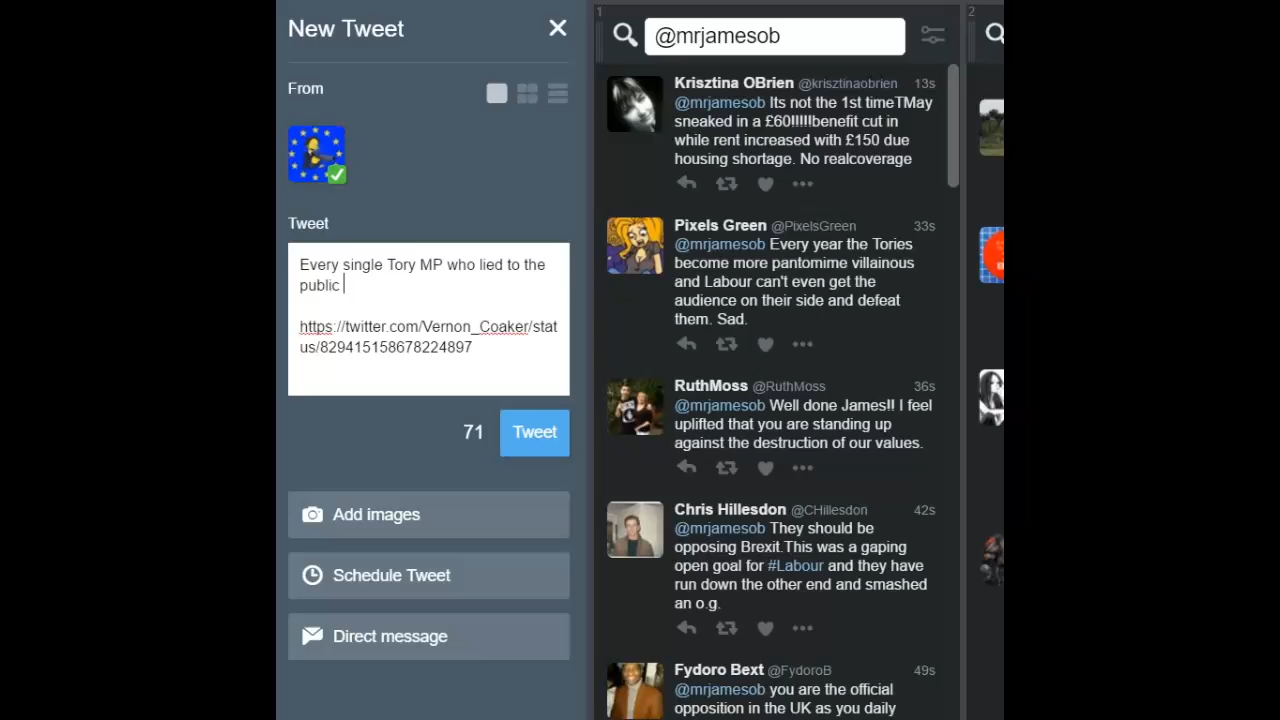 New Tweet
From
Tweet
Every single Tory MP who lied to the
public
https://twitter.com/Vernon_Coaker/stat
us/829415158678224897
71
Tweet
Add images
Schedule Tweet
Direct message
1
@mrjamesob
Krisztina OBrien @krisztinaobrien 13s
@mrjamesob Its not the 1st timeTMay
sneaked in a £60!!!!!benefit cut in
while rent increased with £150 due
housing shortage. No realcoverage
Pixels Green @PixelsGreen 33s
@mrjamesob Every year the Tories
become more pantomime villainous
and Labour can't even get the
audience on their side and defeat
them. Sad.
RuthMoss @RuthMoss 36s
@mrjamesob Well done James!! I feel
uplifted that you are standing up
against the destruction of our values.
Chris Hillesdon @CHillesdon 42s
@mrjamesob They should be
opposing Brexit.This was a gaping
open goal for #Labour and they have
run down the other end and smashed
an o.g.
Fydoro Bext @FydoroB 49s
@mrjamesob you are the official
opposition in the UK as you daily
2